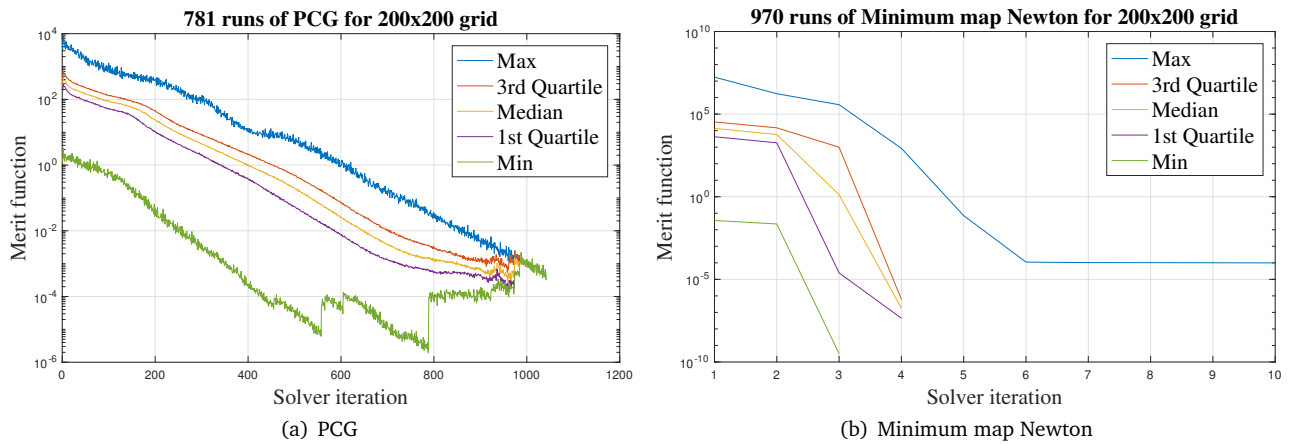 781 runs of PCG for 200x200 grid
10^4
10^2
10^0
10^-2
10^-4
10^-6
Merit function
Max
3rd Quartile
Median
1st Quartile
Min
0 200 400 600 800 1000 1200
Solver iteration
(a) PCG
970 runs of Minimum map Newton for 200x200 grid
10^10
10^5
10^0
10^-5
10^-10
Merit function
Max
3rd Quartile
Median
1st Quartile
Min
1 2 3 4 5 6 7 8 9 10
Solver iteration
(b) Minimum map Newton